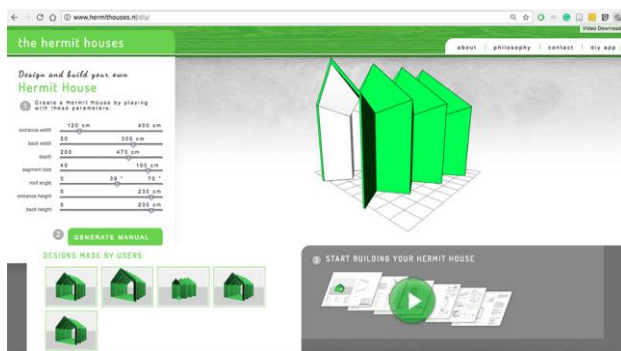 www.hermithouses.nl/diy/
Video Download
the hermit houses
about | philosophy | contact | diy app
Design and build your own
Hermit House
1 Create a Hermit House by playing
with these parameters:
entrance width 120 cm 400 cm
back width 50 300 cm
depth 200 470 cm
segment size 40 100 cm
roof angle 0 39 ° 70 °
entrance height 0 230 cm
back height 0 230 cm
2 GENERATE MANUAL
DESIGNS MADE BY USERS
3 START BUILDING YOUR HERMIT HOUSE